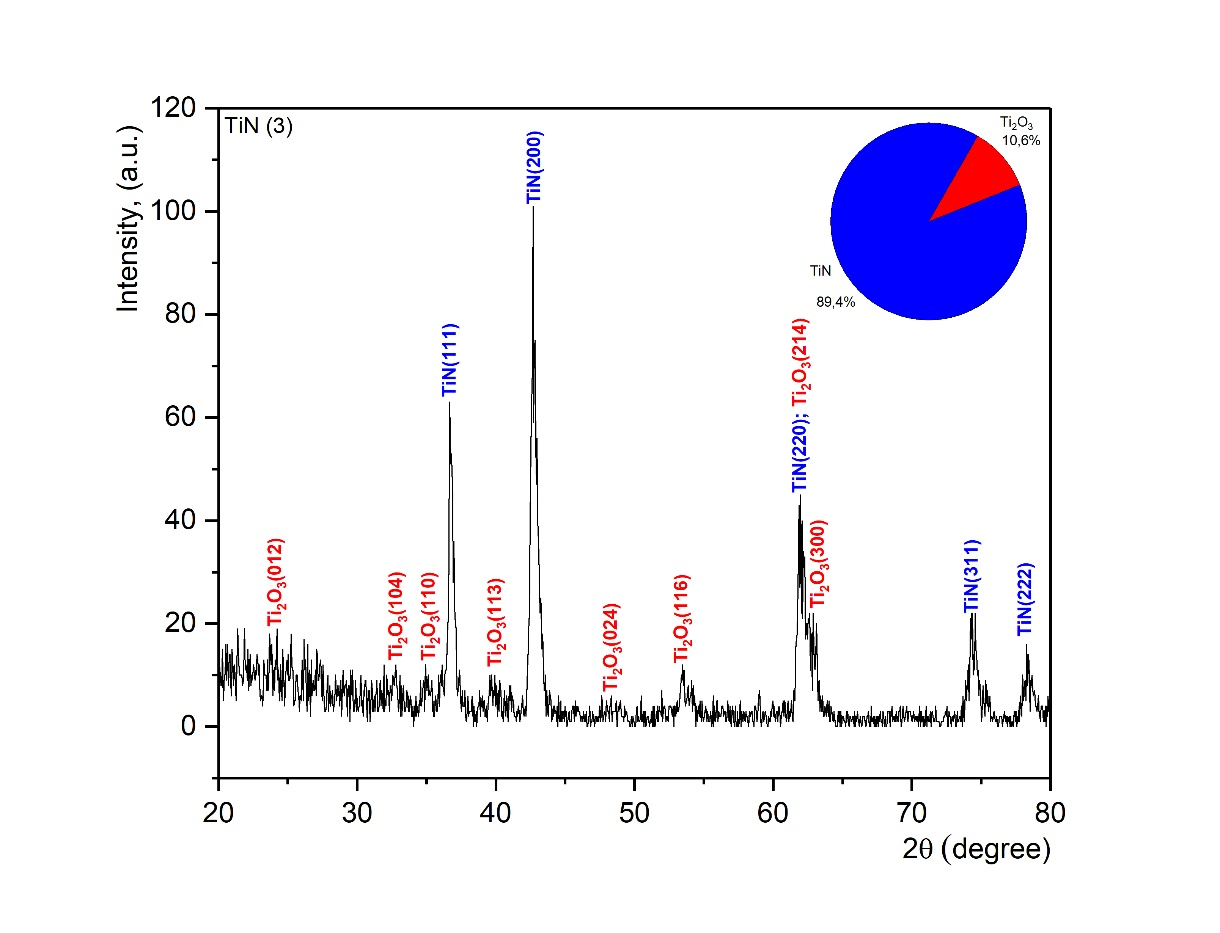 TiN (3)
Ti₂O₃
10,6%
TiN
89,4%
Intensity, (a.u.)
120
100
80
60
40
20
0
Ti₂O₃(012)
Ti₂O₃(104)
Ti₂O₃(110)
TiN(111)
Ti₂O₃(113)
TiN(200)
Ti₂O₃(024)
Ti₂O₃(116)
TiN(220); Ti₂O₃(214)
Ti₂O₃(300)
TiN(311)
TiN(222)
20 30 40 50 60 70 80
2θ (degree)